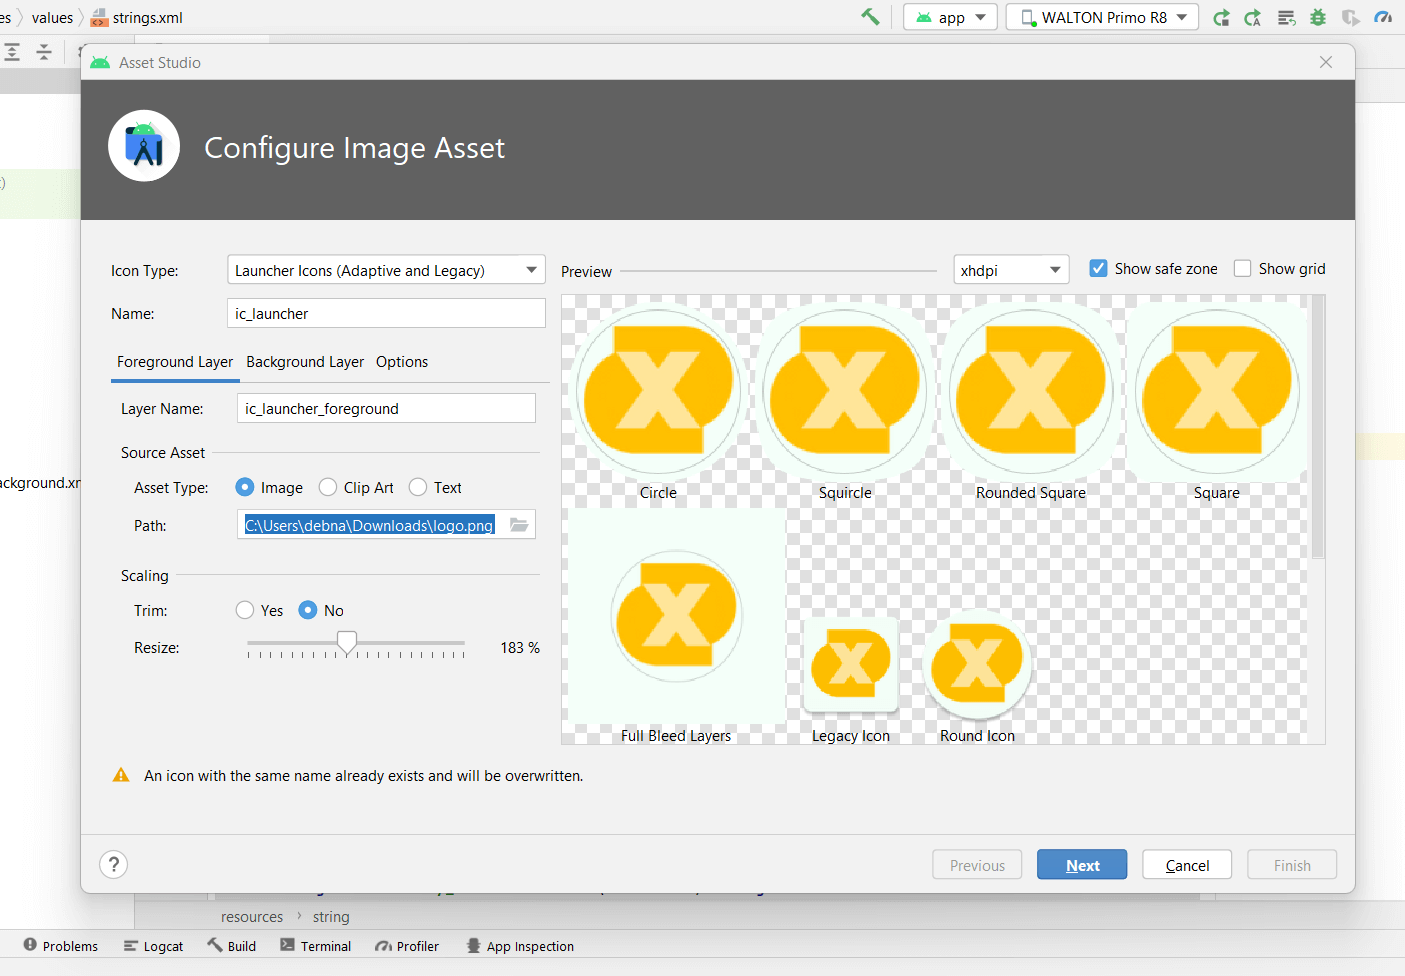 es values strings.xml app WALTON Primo R8
Asset Studio
Configure Image Asset
Icon Type: Launcher Icons (Adaptive and Legacy)
Name: ic_launcher
Foreground Layer Background Layer Options
Layer Name: ic_launcher_foreground
Source Asset
Asset Type: Image Clip Art Text
Path: C:\Users\debna\Downloads\logo.png
Scaling
Trim: Yes No
Resize: 183 %
Preview xhdpi Show safe zone Show grid
X X X X
Circle Squircle Rounded Square Square
X X X
Full Bleed Layers Legacy Icon Round Icon
An icon with the same name already exists and will be overwritten.
? Previous Next Cancel Finish
resources › string
Problems Logcat Build Terminal Profiler App Inspection